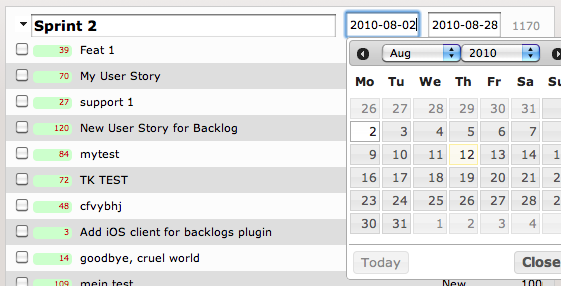 Sprint 2 2010-08-02 2010-08-28 1170
Aug 2010
Mo Tu We Th Fr Sa Su
26 27 28 29 30 31
2 3 4 5 6 7
9 10 11 12 13 14
16 17 18 19 20 21
23 24 25 26 27 28
30 31 1 2 3 4
Today Close
39 Feat 1
70 My User Story
27 support 1
120 New User Story for Backlog
84 mytest
72 TK TEST
48 cfvybhj
3 Add iOS client for backlogs plugin
14 goodbye, cruel world
109 mein test New 100